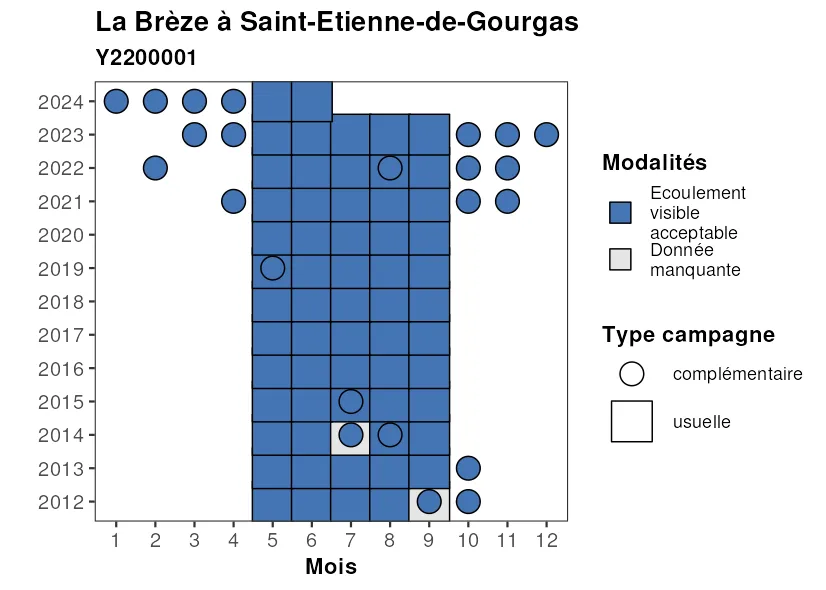 La Brèze à Saint-Etienne-de-Gourgas
Y2200001
2024
2023
2022
2021
2020
2019
2018
2017
2016
2015
2014
2013
2012
1 2 3 4 5 6 7 8 9 10 11 12
Mois
Modalités
Ecoulement
visible
acceptable
Donnée
manquante
Type campagne
complémentaire
usuelle